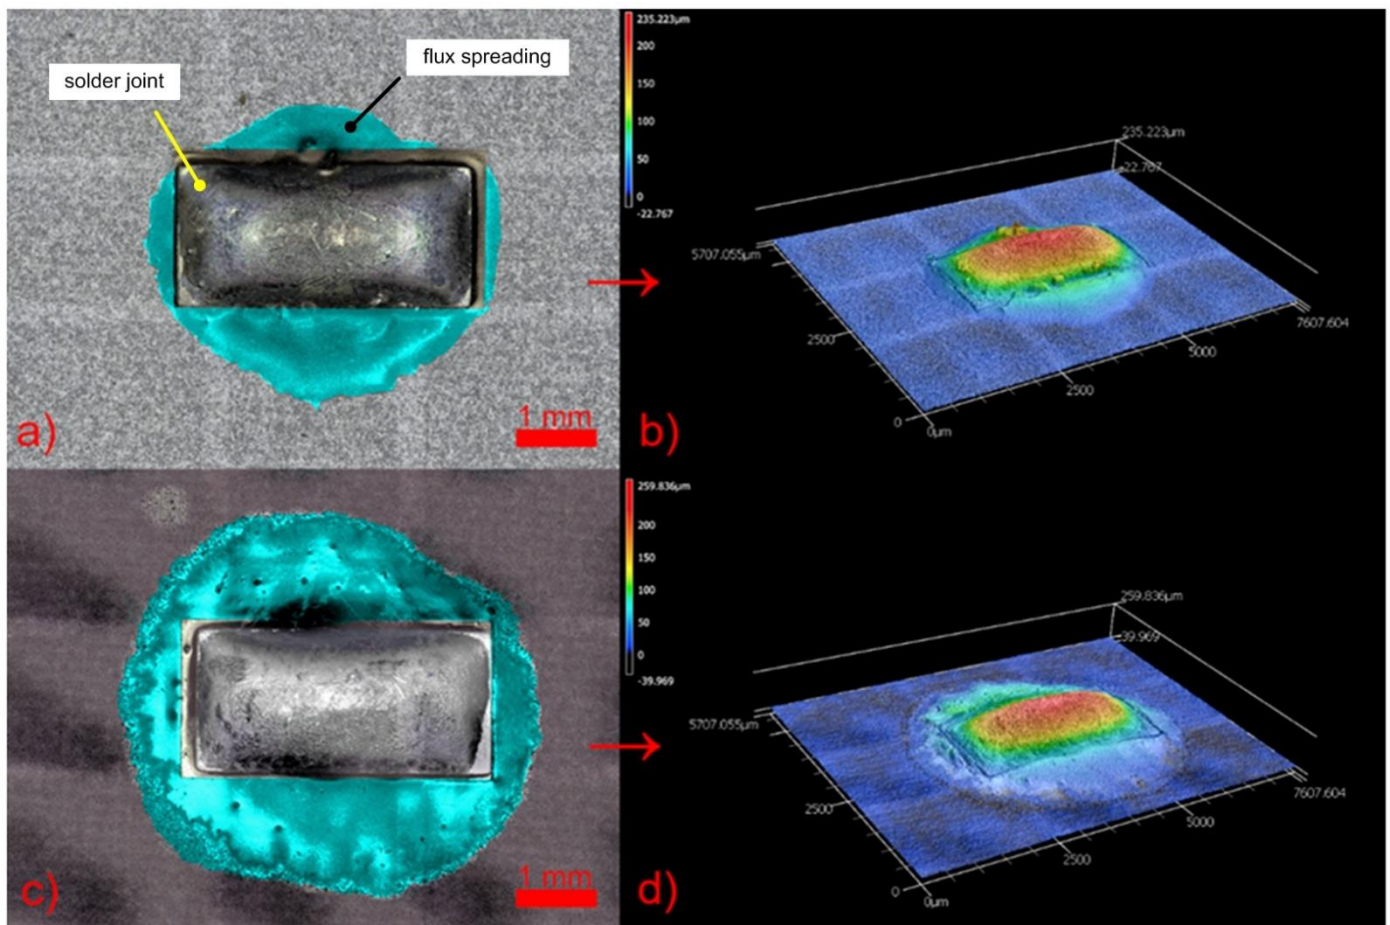 solder joint
flux spreading
1 mm
a)
235.223µm
200
150
100
50
0
-22.767
235.223µm
-22.767
5707.055µm
2500
0
0µm
2500
5000
7607.604
b)
1 mm
c)
259.836µm
200
150
100
50
0
-39.969
259.836µm
-39.969
5707.055µm
2500
0
0µm
2500
5000
7607.604
d)